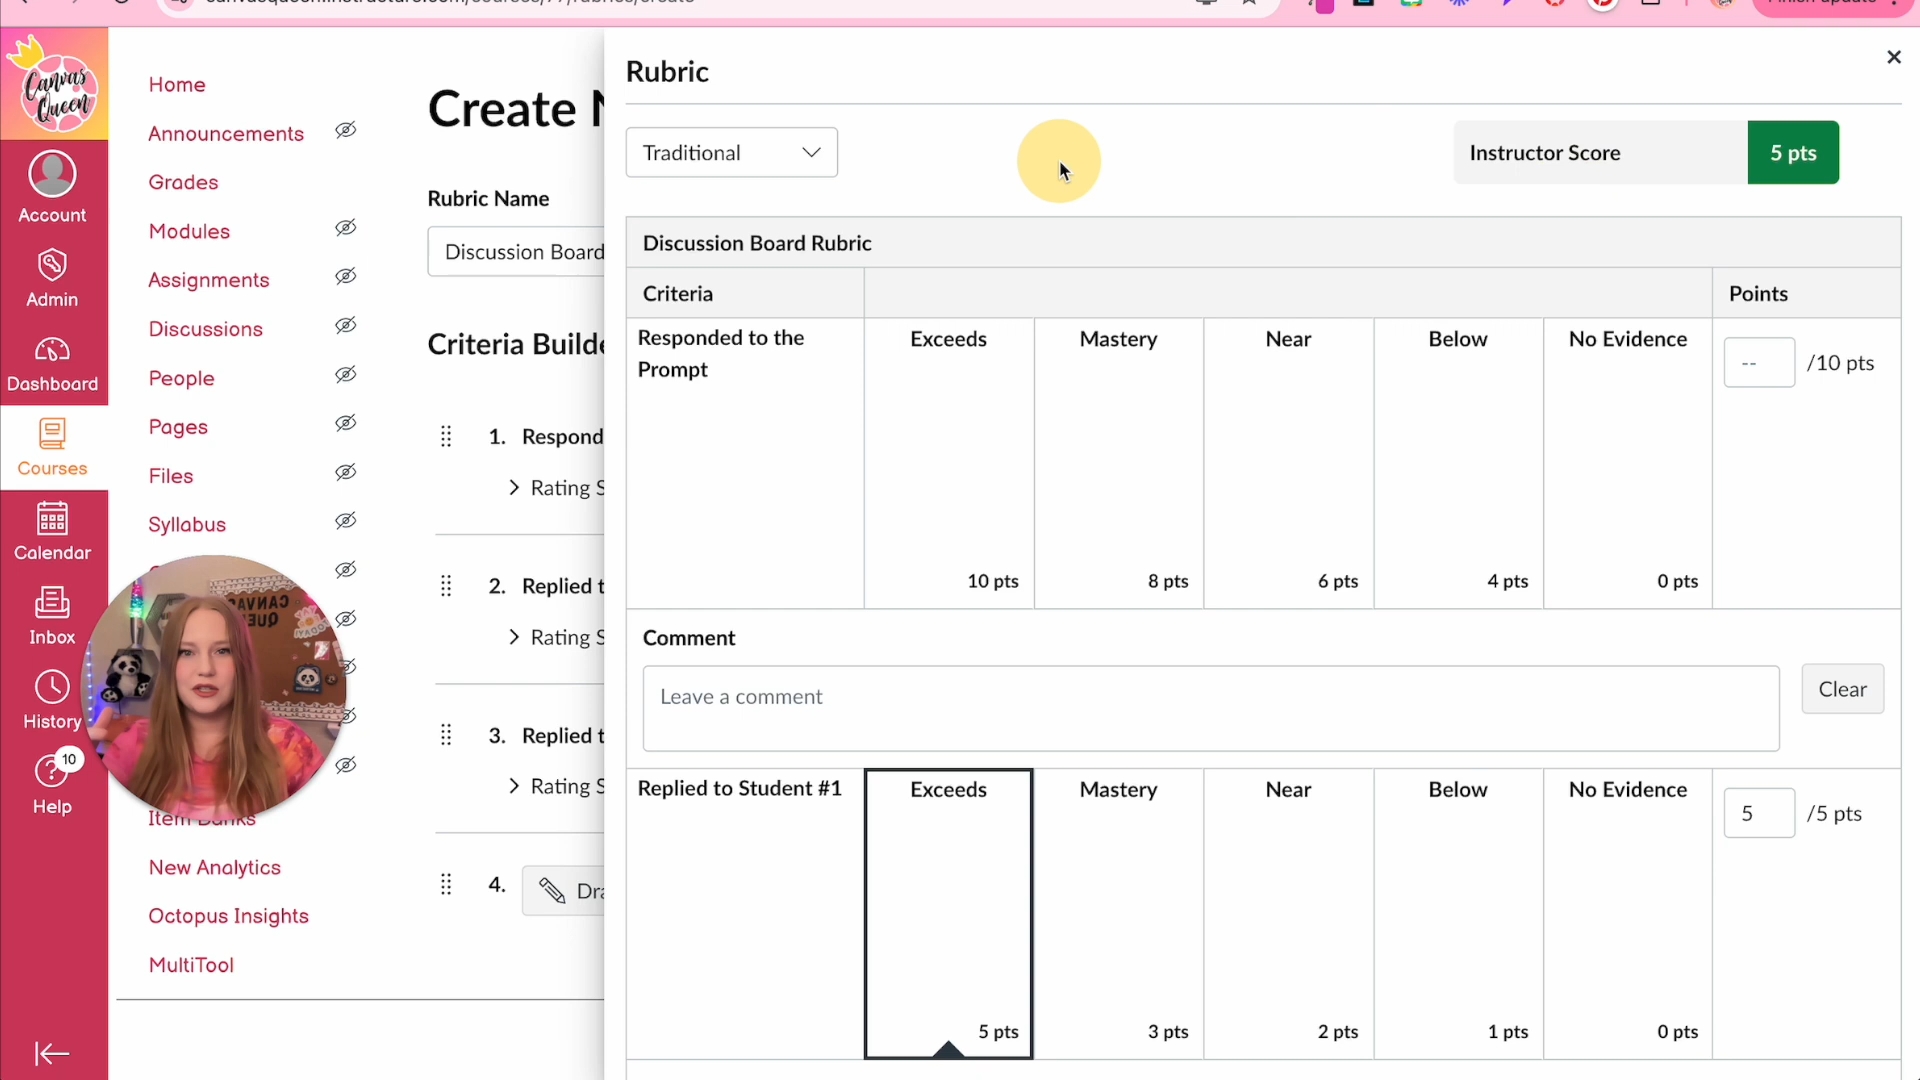 Canvas Queen
Account
Admin
Dashboard
Courses
Calendar
Inbox
History
10
Help
Home
Announcements
Grades
Modules
Assignments
Discussions
People
Pages
Files
Syllabus
Item Banks
New Analytics
Octopus Insights
MultiTool
Create N
Rubric Name
Discussion Board
Criteria Builde
1. Respond
Rating S
2. Replied t
Rating S
3. Replied t
Rating S
4. Dra
Rubric
Traditional
Instructor Score 5 pts
Discussion Board Rubric
Criteria Points
Responded to the Prompt
Exceeds Mastery Near Below No Evidence
-- /10 pts
10 pts 8 pts 6 pts 4 pts 0 pts
Comment
Leave a comment
Clear
Replied to Student #1
Exceeds Mastery Near Below No Evidence
5 /5 pts
5 pts 3 pts 2 pts 1 pts 0 pts